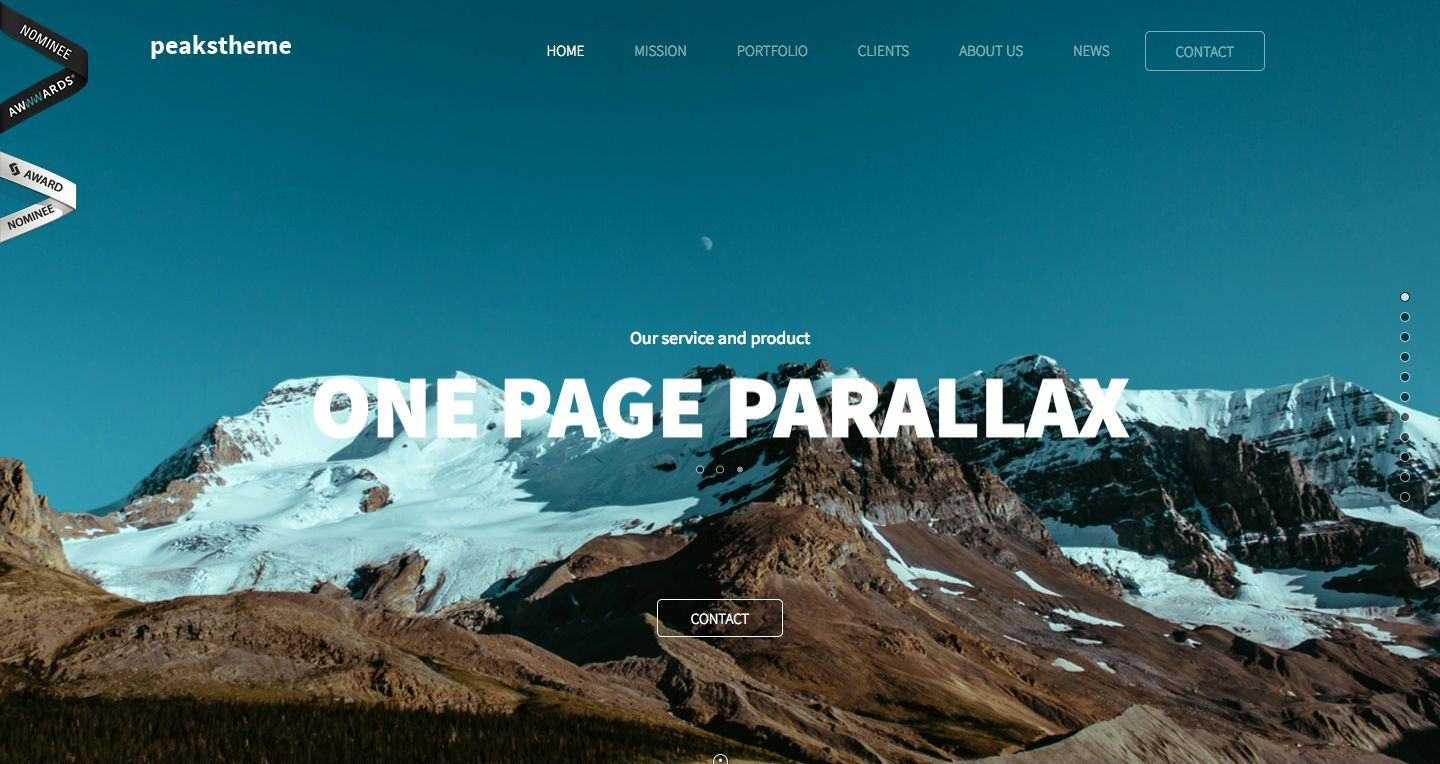 NOMINEE
AWWWARDS
AWARD
NOMINEE
peakstheme
HOME MISSION PORTFOLIO CLIENTS ABOUT US NEWS CONTACT
Our service and product
ONE PAGE PARALLAX
CONTACT